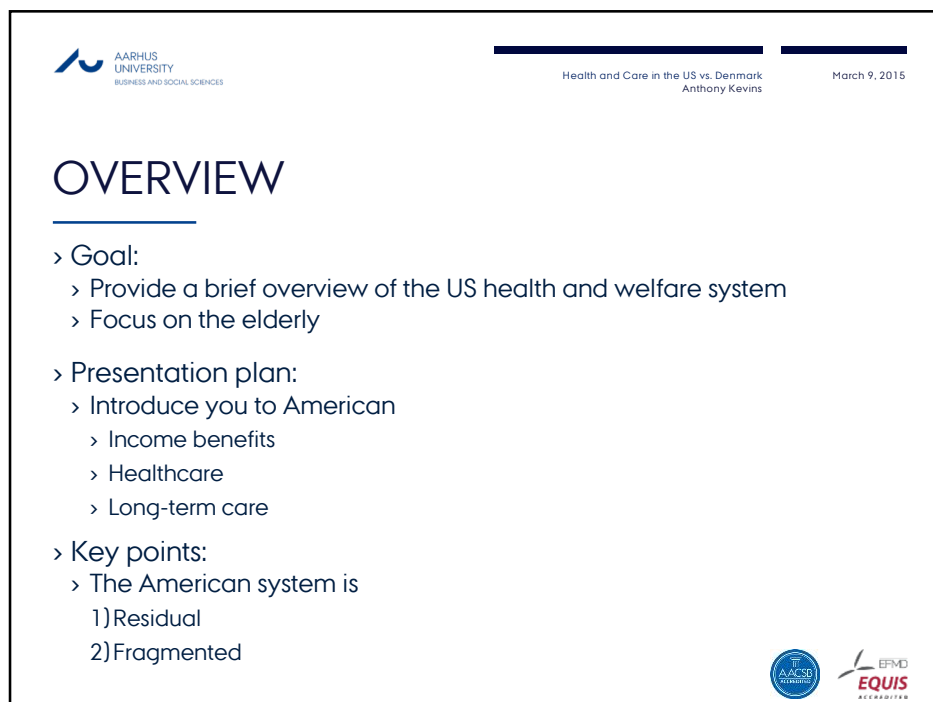 AARHUS
UNIVERSITY
BUSINESS AND SOCIAL SCIENCES
Health and Care in the US vs. Denmark
Anthony Kevins
March 9, 2015
OVERVIEW
› Goal:
› Provide a brief overview of the US health and welfare system
› Focus on the elderly
› Presentation plan:
› Introduce you to American
› Income benefits
› Healthcare
› Long-term care
› Key points:
› The American system is
1)Residual
2)Fragmented
AACSB
ACCREDITED
EFMD
EQUIS
ACCREDITED